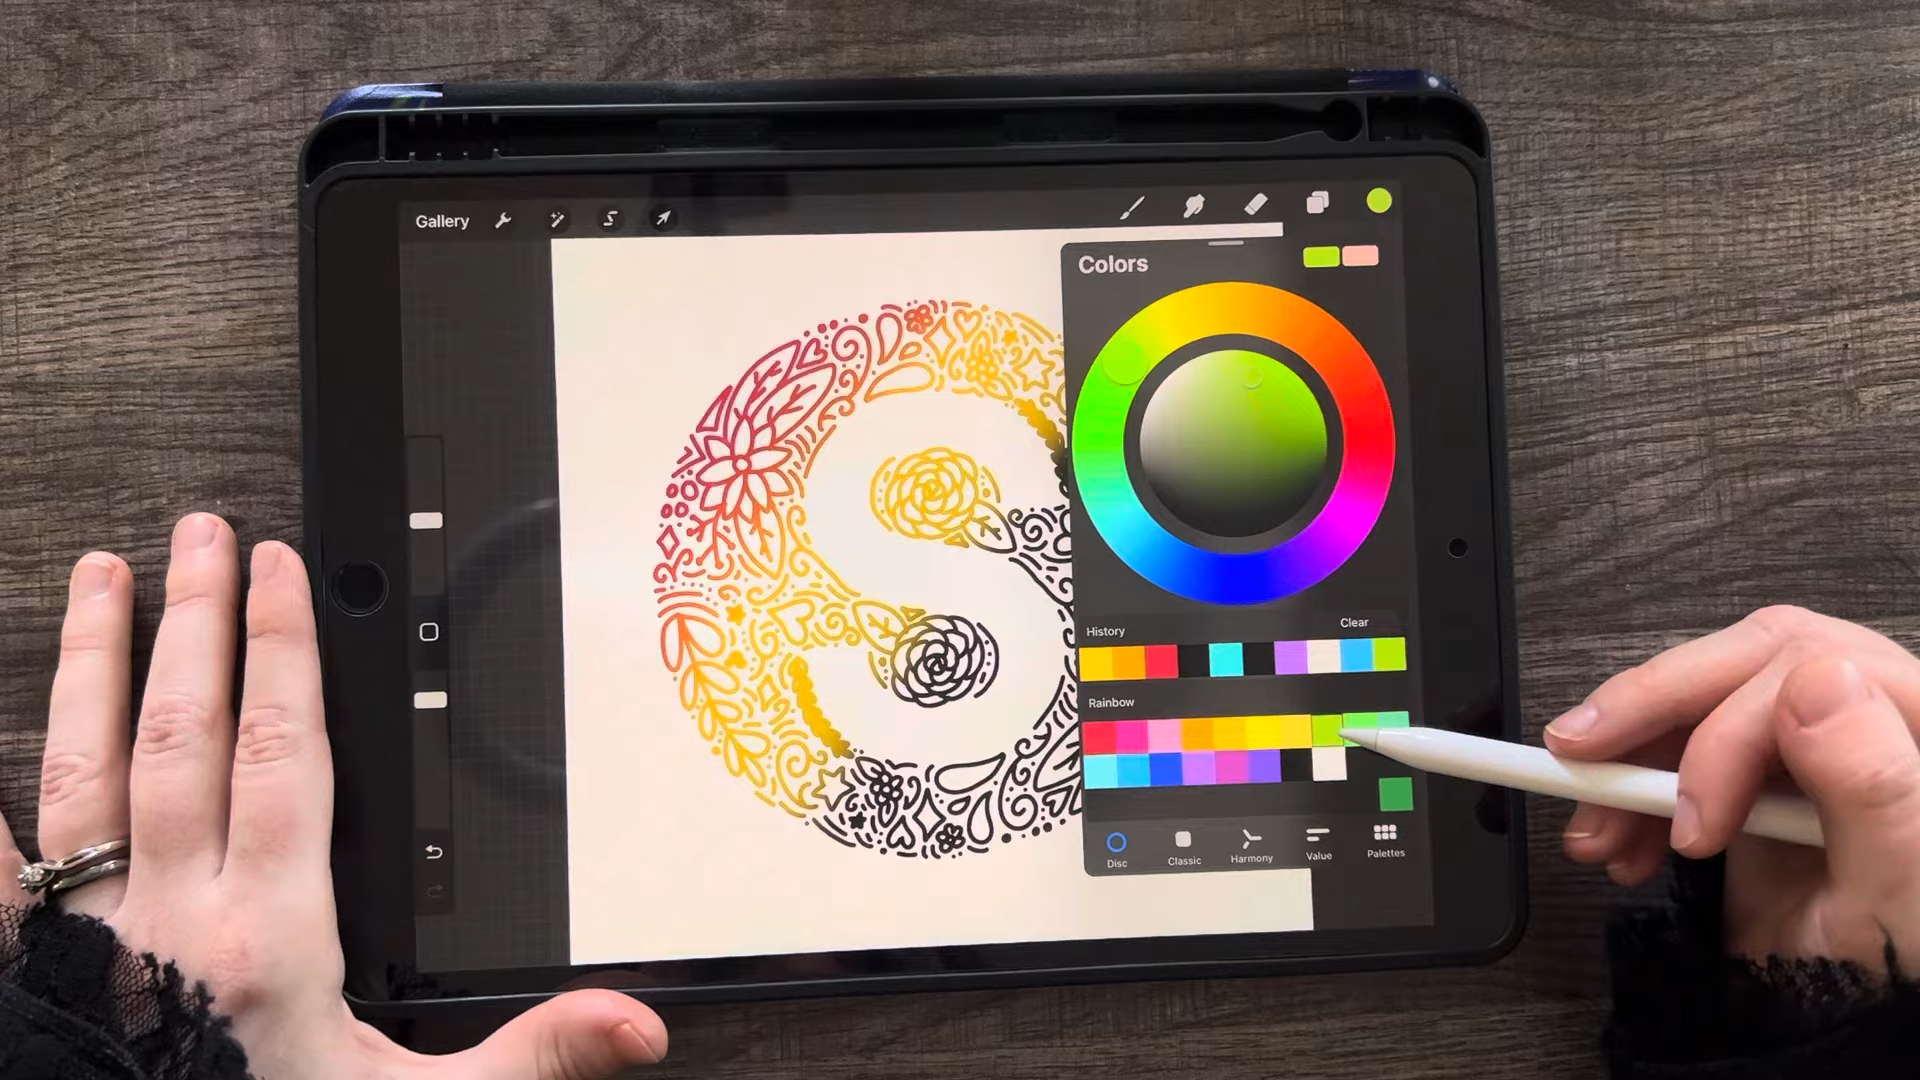 Gallery
Colors
History
Clear
Rainbow
Disc
Classic
Harmony
Value
Palettes